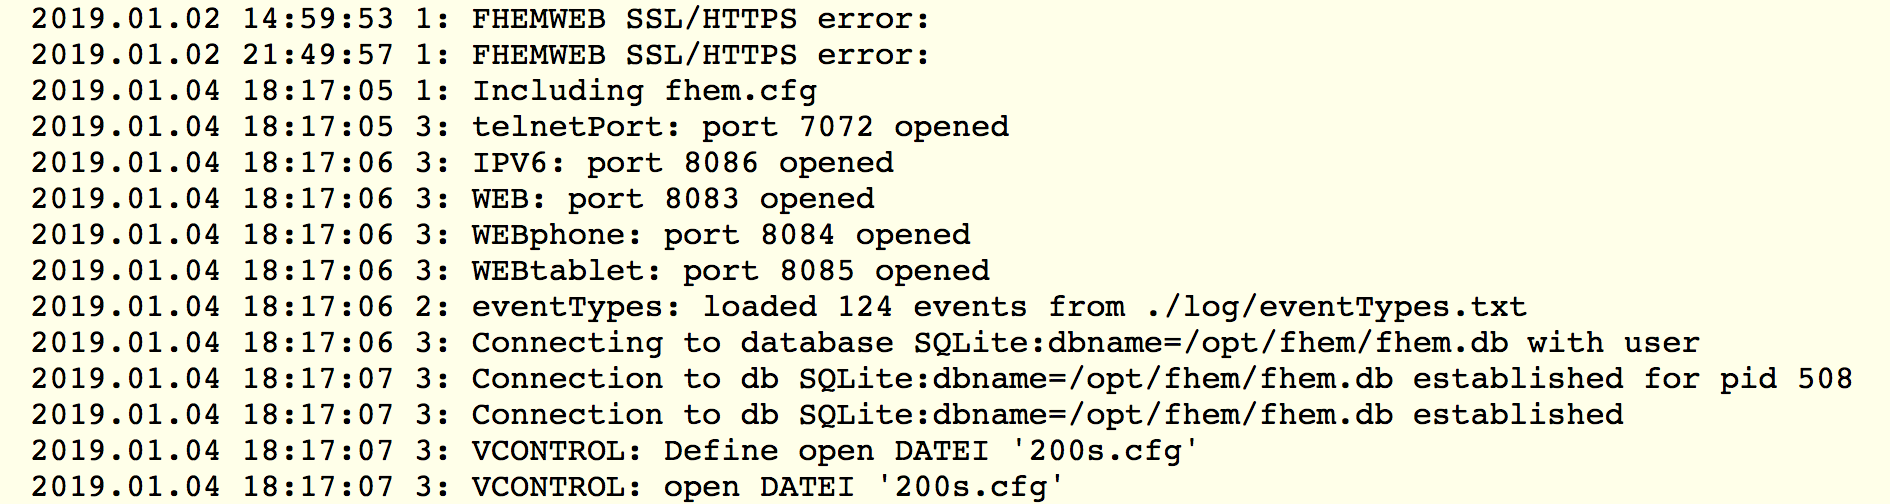 2019.01.02 14:59:53 1: FHEMWEB SSL/HTTPS error:
2019.01.02 21:49:57 1: FHEMWEB SSL/HTTPS error:
2019.01.04 18:17:05 1: Including fhem.cfg
2019.01.04 18:17:05 3: telnetPort: port 7072 opened
2019.01.04 18:17:06 3: IPV6: port 8086 opened
2019.01.04 18:17:06 3: WEB: port 8083 opened
2019.01.04 18:17:06 3: WEBphone: port 8084 opened
2019.01.04 18:17:06 3: WEBtablet: port 8085 opened
2019.01.04 18:17:06 2: eventTypes: loaded 124 events from ./log/eventTypes.txt
2019.01.04 18:17:06 3: Connecting to database SQLite:dbname=/opt/fhem/fhem.db with user
2019.01.04 18:17:07 3: Connection to db SQLite:dbname=/opt/fhem/fhem.db established for pid 508
2019.01.04 18:17:07 3: Connection to db SQLite:dbname=/opt/fhem/fhem.db established
2019.01.04 18:17:07 3: VCONTROL: Define open DATEI '200s.cfg'
2019.01.04 18:17:07 3: VCONTROL: open DATEI '200s.cfg'